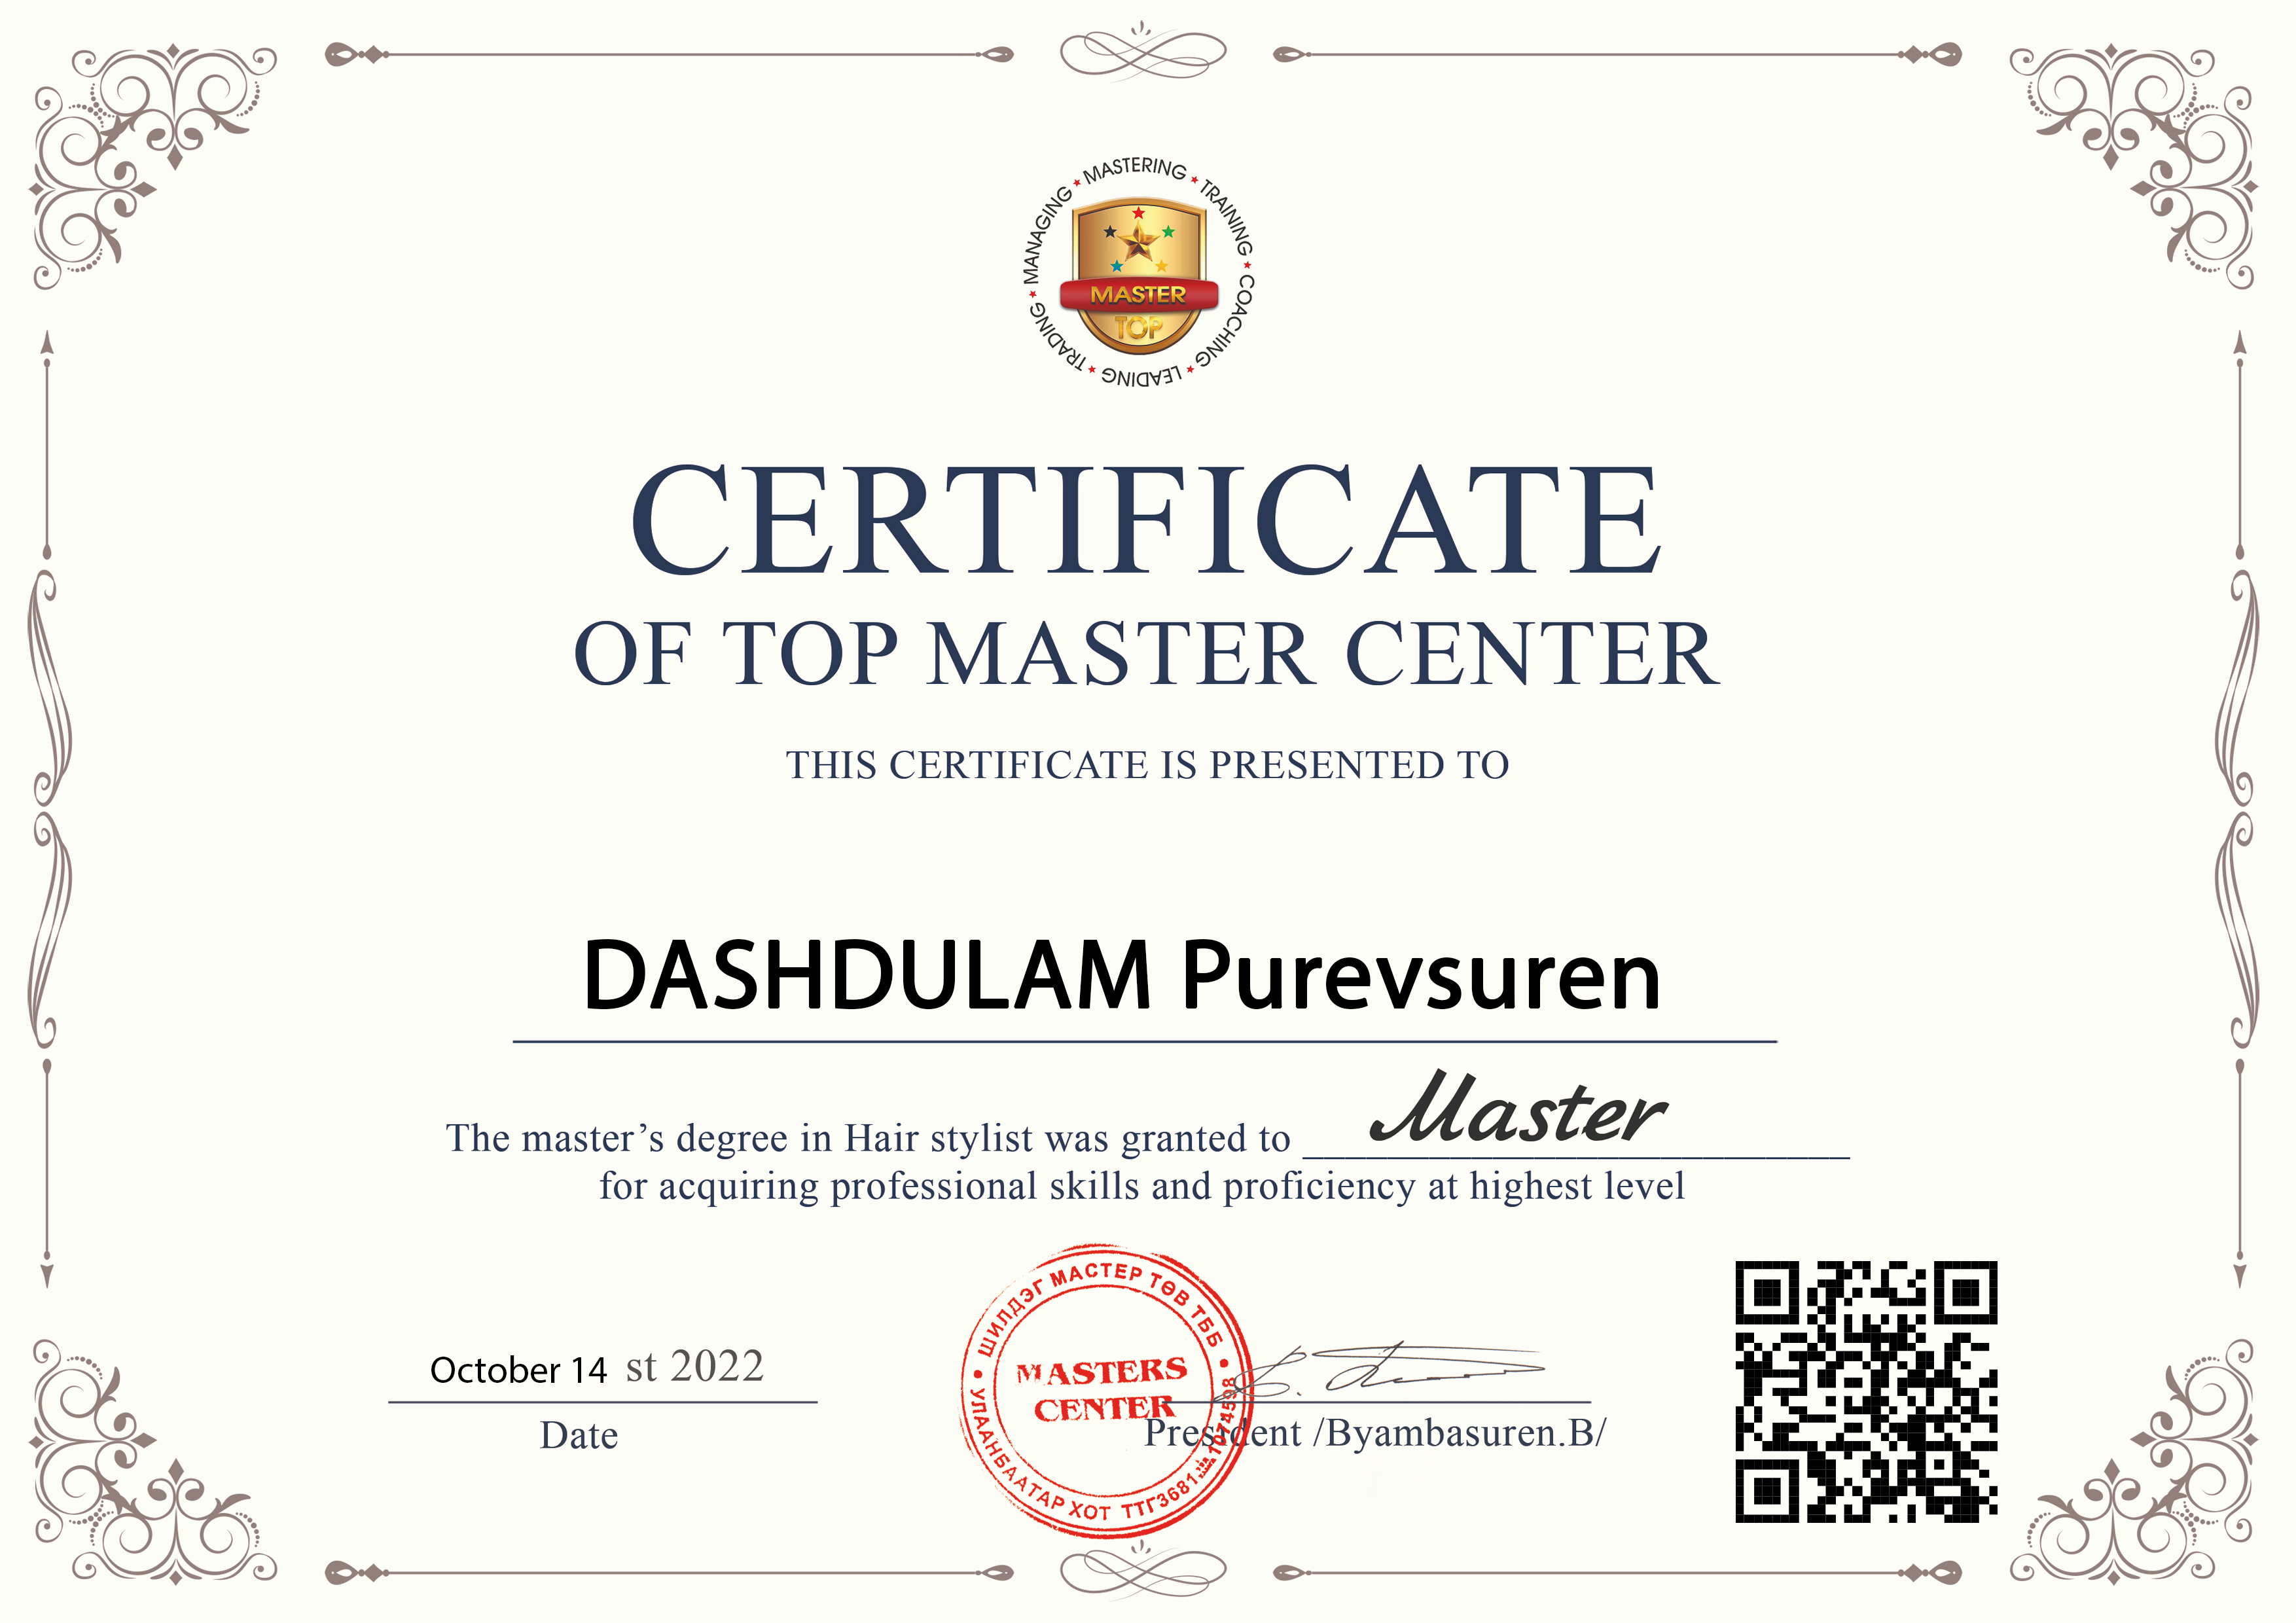 MANAGING ★ MASTERING ★ TRAINING ★ COACHING ★ LEADING ★ TRADING ★
MASTER
TOP
CERTIFICATE
OF TOP MASTER CENTER
THIS CERTIFICATE IS PRESENTED TO
DASHDULAM Purevsuren
Master
The master’s degree in Hair stylist was granted to __________________________
for acquiring professional skills and proficiency at highest level
October 14 st 2022
Date
ШИЛДЭГ МАСТЕР ТӨВ ТББ
УЛААНБААТАР ХОТ ТТГ3681 1074598
MASTERS
CENTER
President /Byambasuren.B/